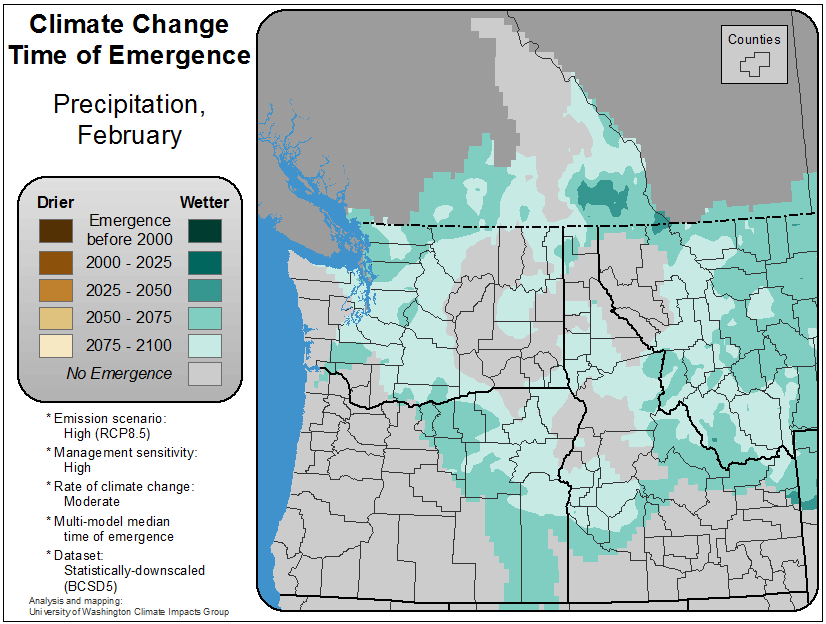 Climate Change
Time of Emergence
Precipitation,
February
Counties
Drier
Wetter
Emergence
before 2000
2000 - 2025
2025 - 2050
2050 - 2075
2075 - 2100
No Emergence
* Emission scenario:
High (RCP8.5)
* Management sensitivity:
High
* Rate of climate change:
Moderate
* Multi-model median
time of emergence
* Dataset:
Statistically-downscaled
(BCSD5)
Analysis and mapping:
University of Washington Climate Impacts Group